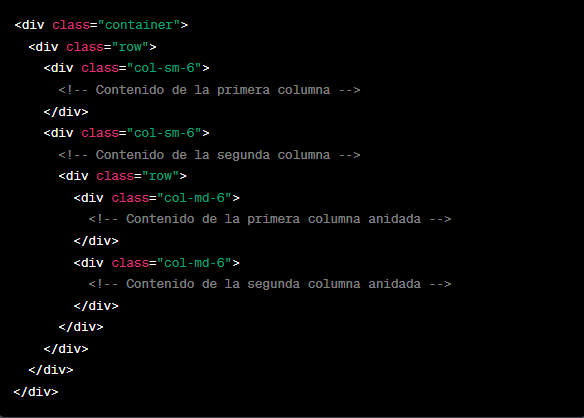 <div class="container">
  <div class="row">
    <div class="col-sm-6">
      <!-- Contenido de la primera columna -->
    </div>
    <div class="col-sm-6">
      <!-- Contenido de la segunda columna -->
      <div class="row">
        <div class="col-md-6">
          <!-- Contenido de la primera columna anidada -->
        </div>
        <div class="col-md-6">
          <!-- Contenido de la segunda columna anidada -->
        </div>
      </div>
    </div>
  </div>
</div>